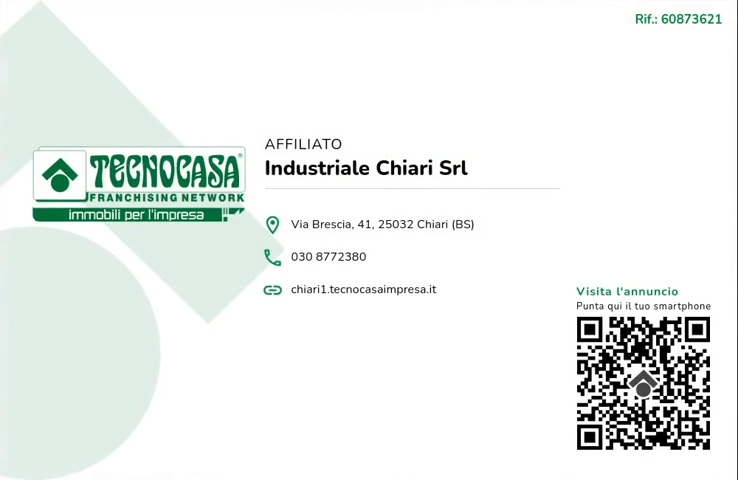 Rif.: 60873621
AFFILIATO
Industriale Chiari Srl
TECNOCASA®
FRANCHISING NETWORK
immobili per l'impresa
Via Brescia, 41, 25032 Chiari (BS)
030 8772380
chiari1.tecnocasaimpresa.it
Visita l'annuncio
Punta qui il tuo smartphone